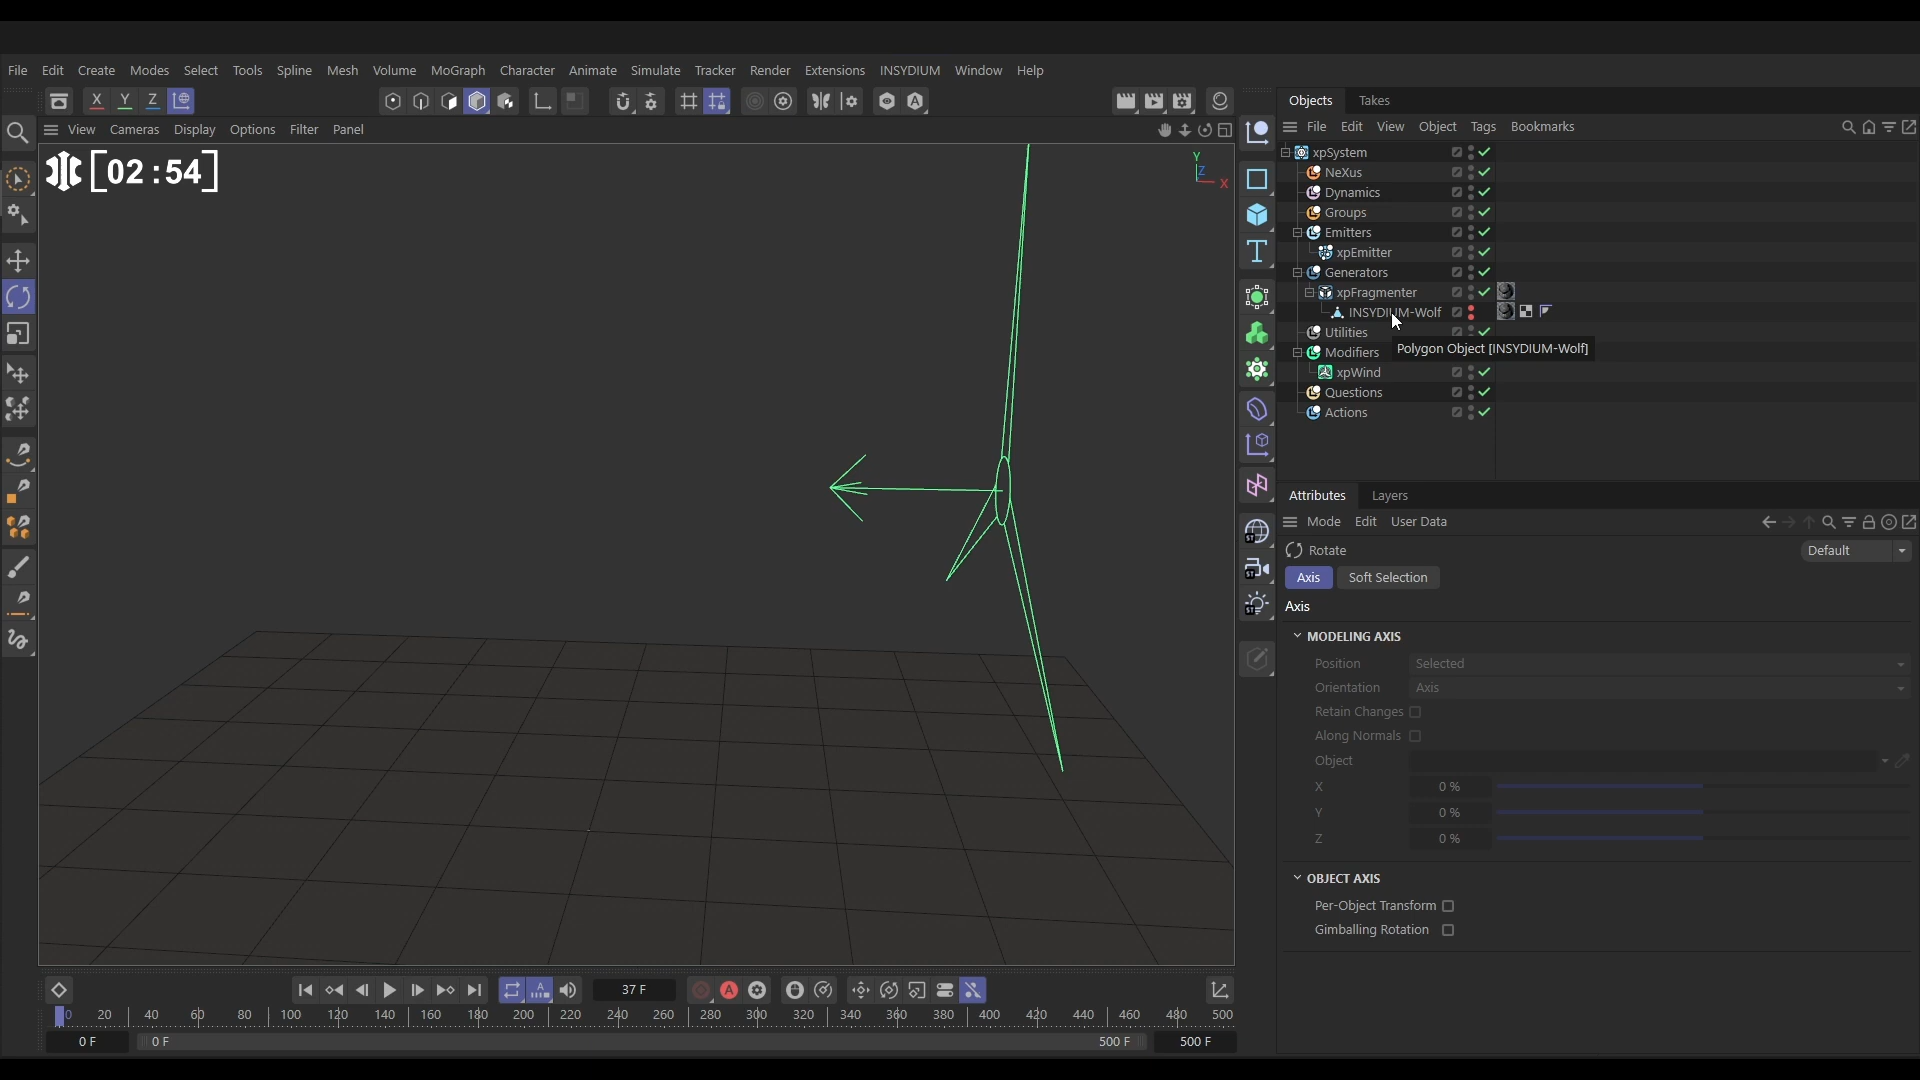 File Edit Create Modes Select Tools Spline Mesh Volume MoGraph Character Animate Simulate Tracker Render Extensions INSYDIUM Window Help
X Y Z
Objects Takes
View Cameras Display Options Filter Panel
File Edit View Object Tags Bookmarks
[02:54]
Y
Z
X
xpSystem
NeXus
Dynamics
Groups
Emitters
xpEmitter
Generators
xpFragmenter
INSYDIUM-Wolf
Utilities
Polygon Object [INSYDIUM-Wolf]
Modifiers
xpWind
Questions
Actions
Attributes Layers
Mode Edit User Data
Rotate Default
Axis Soft Selection
Axis
MODELING AXIS
Position Selected
Orientation Axis
Retain Changes
Along Normals
Object
X 0 %
Y 0 %
Z 0 %
OBJECT AXIS
Per-Object Transform
Gimballing Rotation
ST
ST
ST
A
37 F
A
A
0 20 40 60 80 100 120 140 160 180 200 220 240 260 280 300 320 340 360 380 400 420 440 460 480 500
0 F 0 F 500 F 500 F